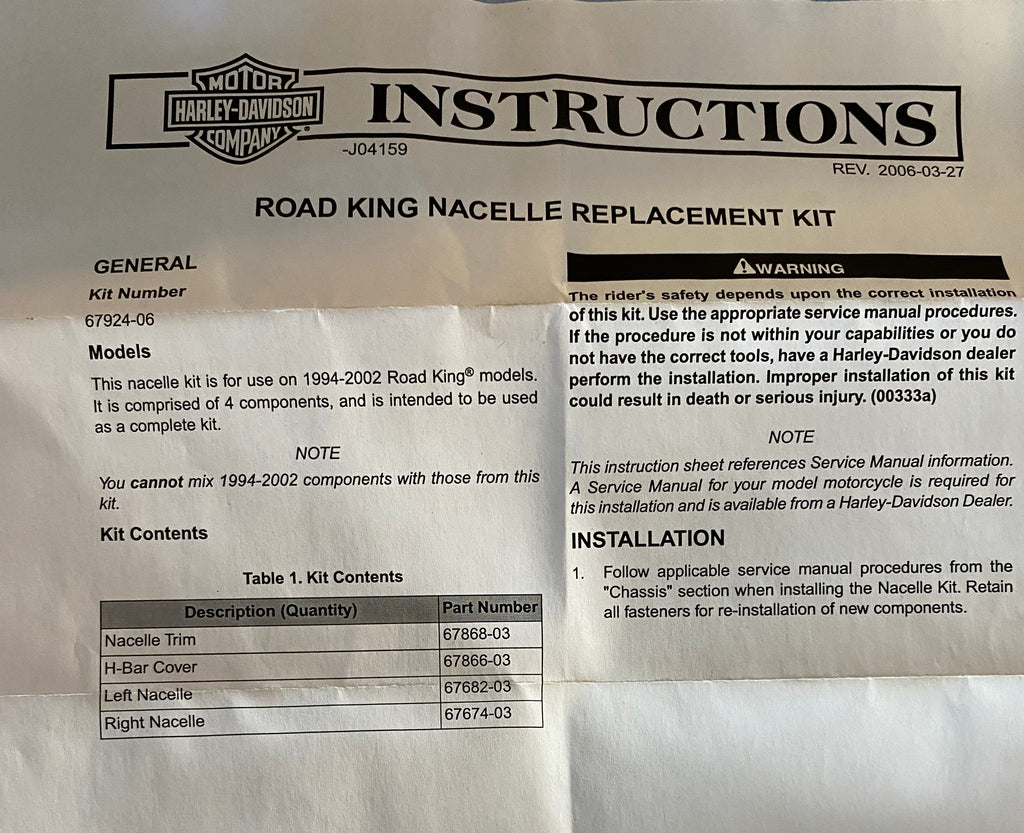 MOTOR
HARLEY-DAVIDSON
COMPANY
INSTRUCTIONS
-J04159
REV. 2006-03-27
ROAD KING NACELLE REPLACEMENT KIT
GENERAL
Kit Number
67924-06
Models
This nacelle kit is for use on 1994-2002 Road King® models.
It is comprised of 4 components, and is intended to be used
as a complete kit.
NOTE
You cannot mix 1994-2002 components with those from this
kit.
Kit Contents
Table 1. Kit Contents
Description (Quantity) Part Number
Nacelle Trim 67868-03
H-Bar Cover 67866-03
Left Nacelle 67682-03
Right Nacelle 67674-03
⚠WARNING
The rider's safety depends upon the correct installation
of this kit. Use the appropriate service manual procedures.
If the procedure is not within your capabilities or you do
not have the correct tools, have a Harley-Davidson dealer
perform the installation. Improper installation of this kit
could result in death or serious injury. (00333a)
NOTE
This instruction sheet references Service Manual information.
A Service Manual for your model motorcycle is required for
this installation and is available from a Harley-Davidson Dealer.
INSTALLATION
1. Follow applicable service manual procedures from the
"Chassis" section when installing the Nacelle Kit. Retain
all fasteners for re-installation of new components.